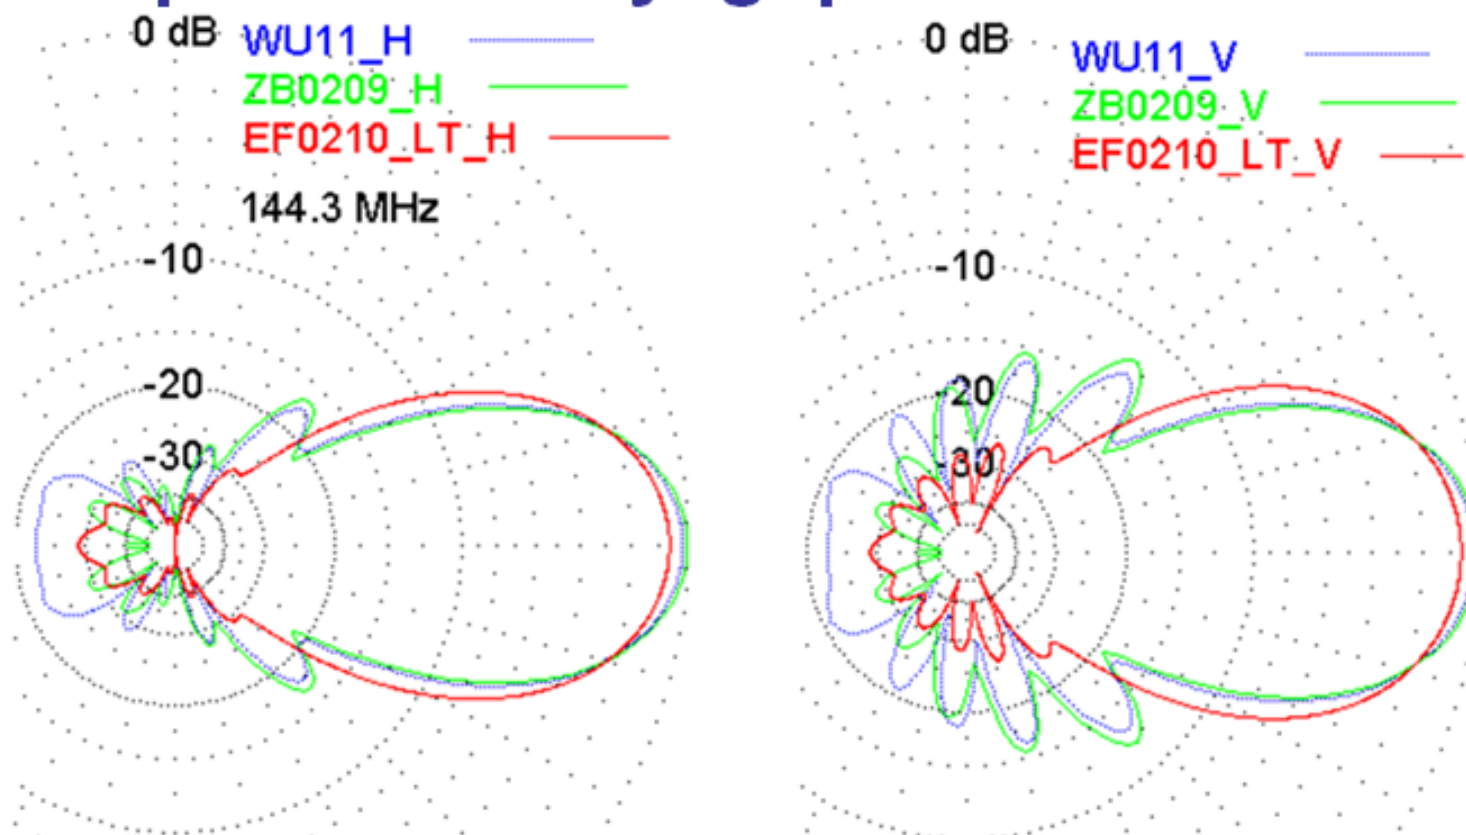 0 dB
WU11_H
ZB0209_H
EF0210_LT_H
144.3 MHz
-10
-20
-30
0 dB
WU11_V
ZB0209_V
EF0210_LT_V
-10
-20
-30